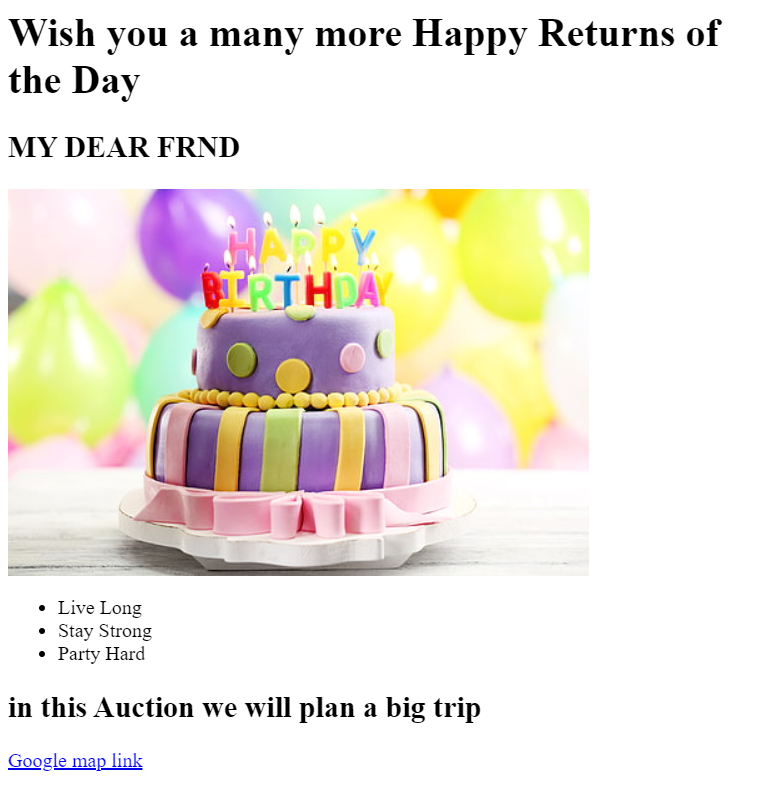 Wish you a many more Happy Returns of
the Day
MY DEAR FRND
HAPPY
BIRTHDAY
Live Long
Stay Strong
Party Hard
in this Auction we will plan a big trip
Google map link